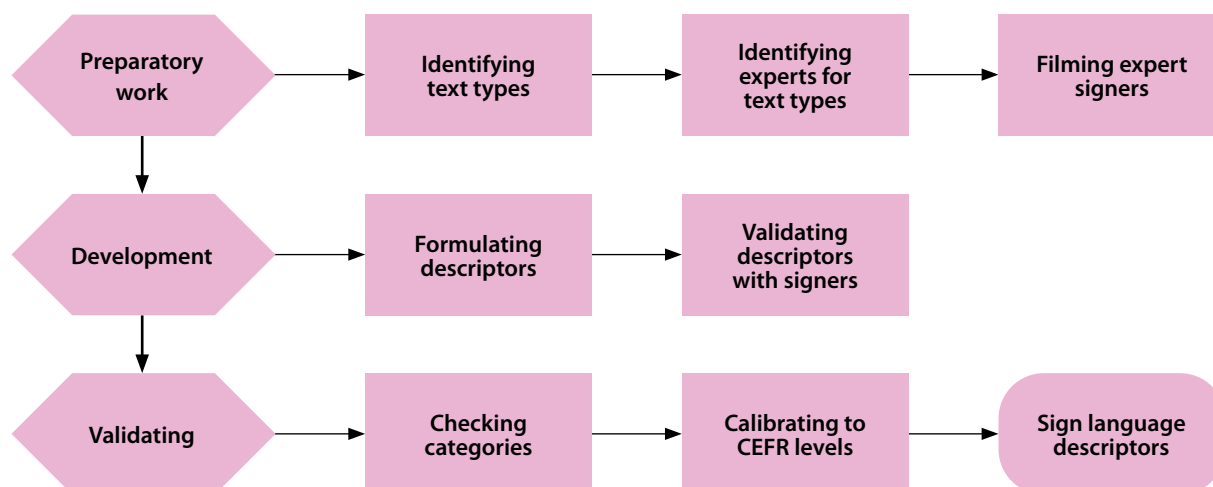 Preparatory
work
Identifying
text types
Identifying
experts for
text types
Filming expert
signers
Development
Formulating
descriptors
Validating
descriptors
with signers
Validating
Checking
categories
Calibrating to
CEFR levels
Sign language
descriptors